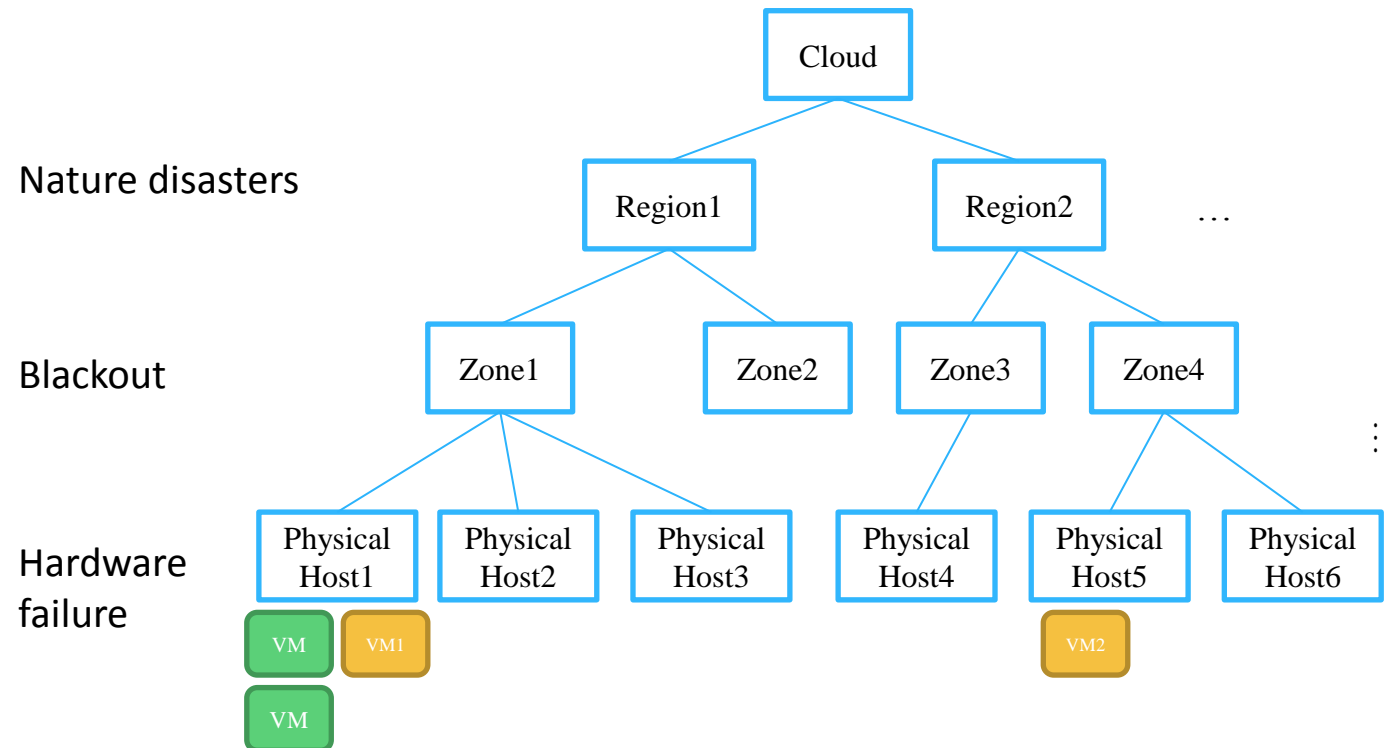 Cloud
Nature disasters
Region1
Region2
...
Blackout
Zone1
Zone2
Zone3
Zone4
...
Hardware
failure
Physical
Host1
Physical
Host2
Physical
Host3
Physical
Host4
Physical
Host5
Physical
Host6
VM
VM1
VM2
VM